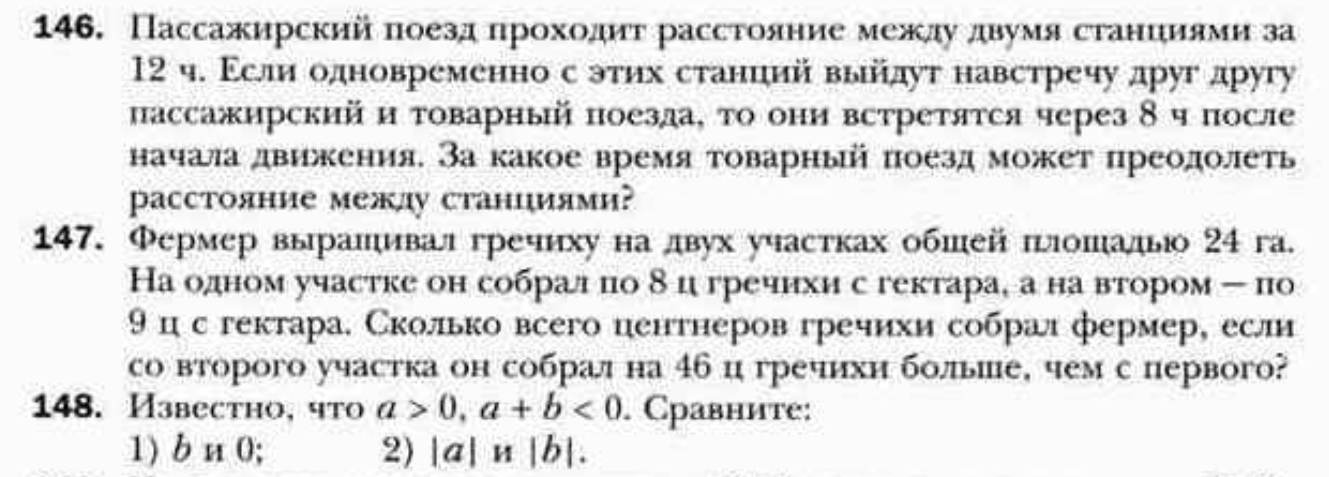 146. Пассажирский поезд проходит расстояние между двумя станциями за
12 ч. Если одновременно с этих станций выйдут навстречу друг другу
пассажирский и товарный поезда, то они встретятся через 8 ч после
начала движения. За какое время товарный поезд может преодолеть
расстояние между станциями?
147. Фермер выращивал гречиху на двух участках общей площадью 24 га.
На одном участке он собрал по 8 ц гречихи с гектара, а на втором — по
9 ц с гектара. Сколько всего центнеров гречихи собрал фермер, если
со второго участка он собрал на 46 ц гречихи больше, чем с первого?
148. Известно, что a > 0, a + b < 0. Сравните:
1) b и 0; 2) |a| и |b|.